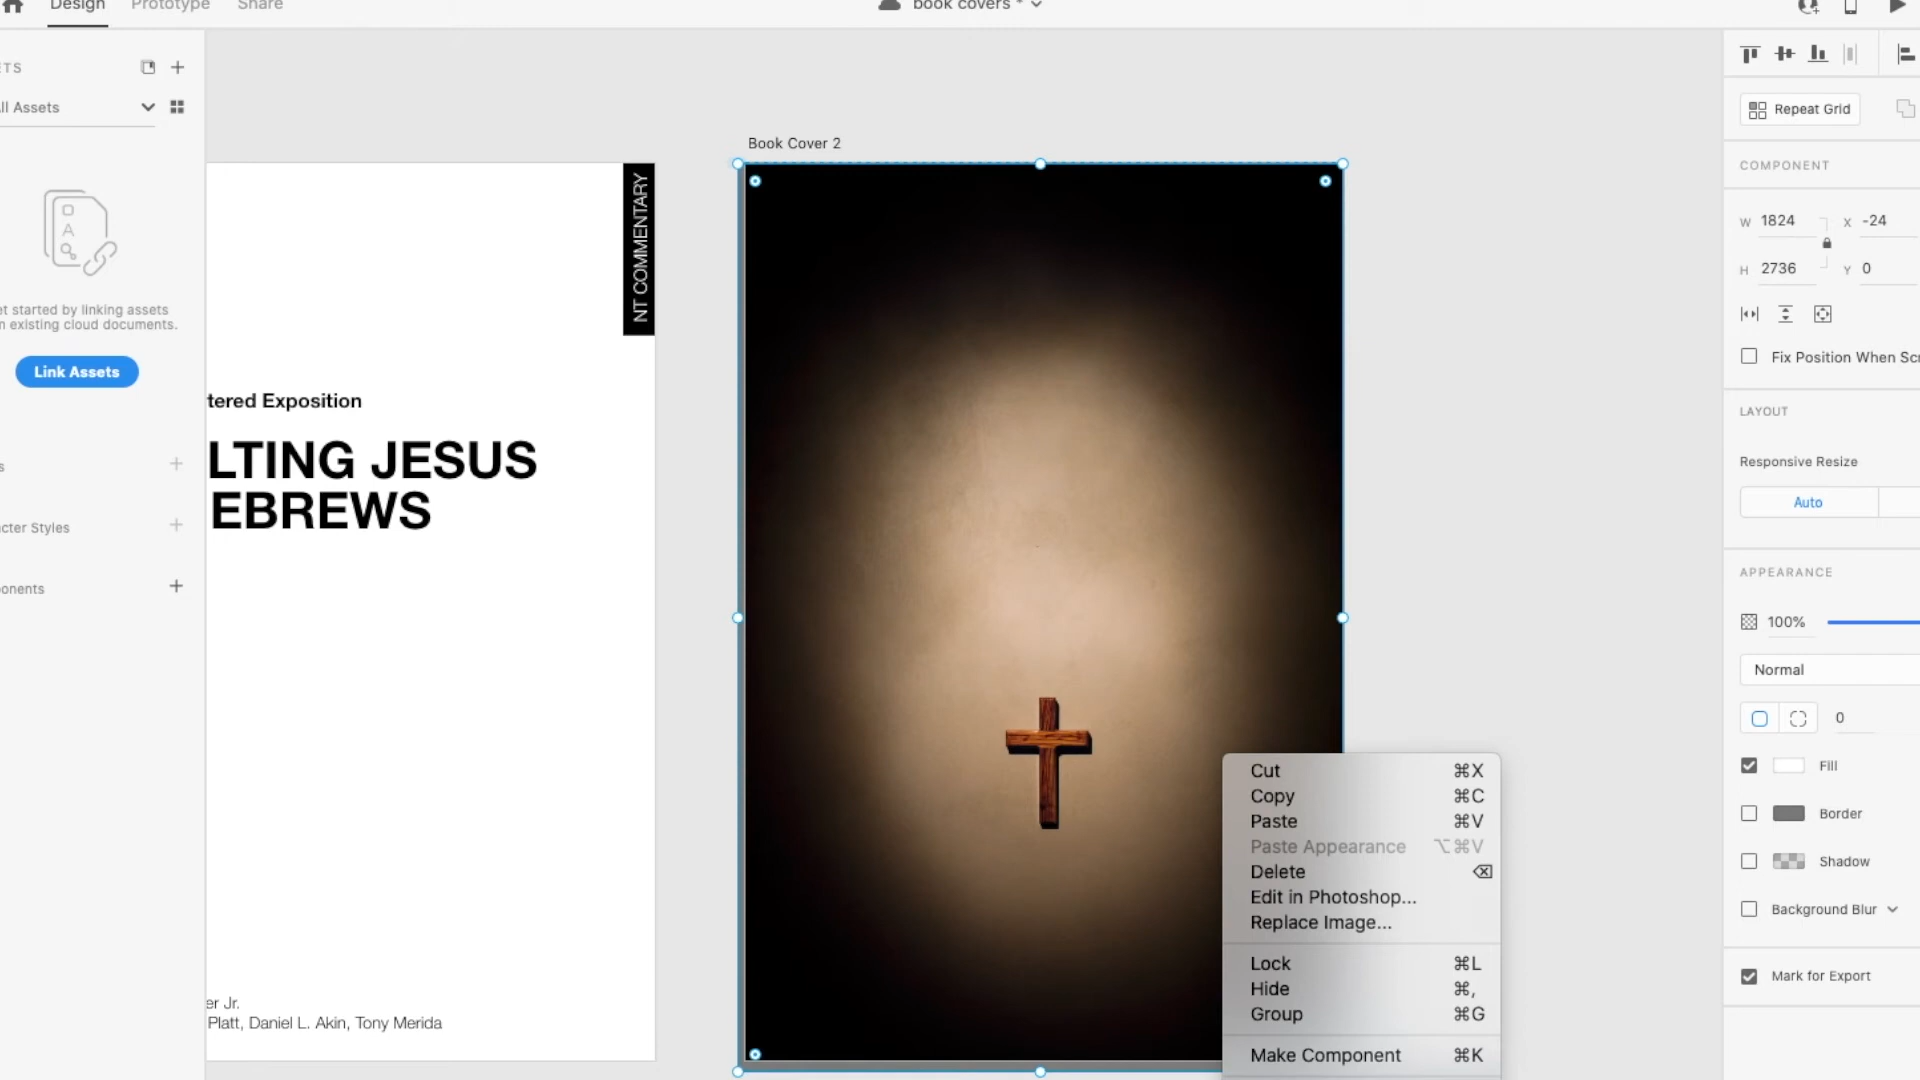 Design Prototype Share
book covers *
ETS
ll Assets
et started by linking assets
n existing cloud documents.
Link Assets
s
cter Styles
onents
NT COMMENTARY
tered Exposition
LTING JESUS
EBREWS
er Jr.
Platt, Daniel L. Akin, Tony Merida
Book Cover 2
Cut ⌘X
Copy ⌘C
Paste ⌘V
Paste Appearance ⌥⌘V
Delete ⌫
Edit in Photoshop...
Replace Image...
Lock ⌘L
Hide ⌘,
Group ⌘G
Make Component ⌘K
Repeat Grid
COMPONENT
W 1824 X -24
H 2736 Y 0
Fix Position When Scr
LAYOUT
Responsive Resize
Auto
APPEARANCE
100%
Normal
0
Fill
Border
Shadow
Background Blur
Mark for Export